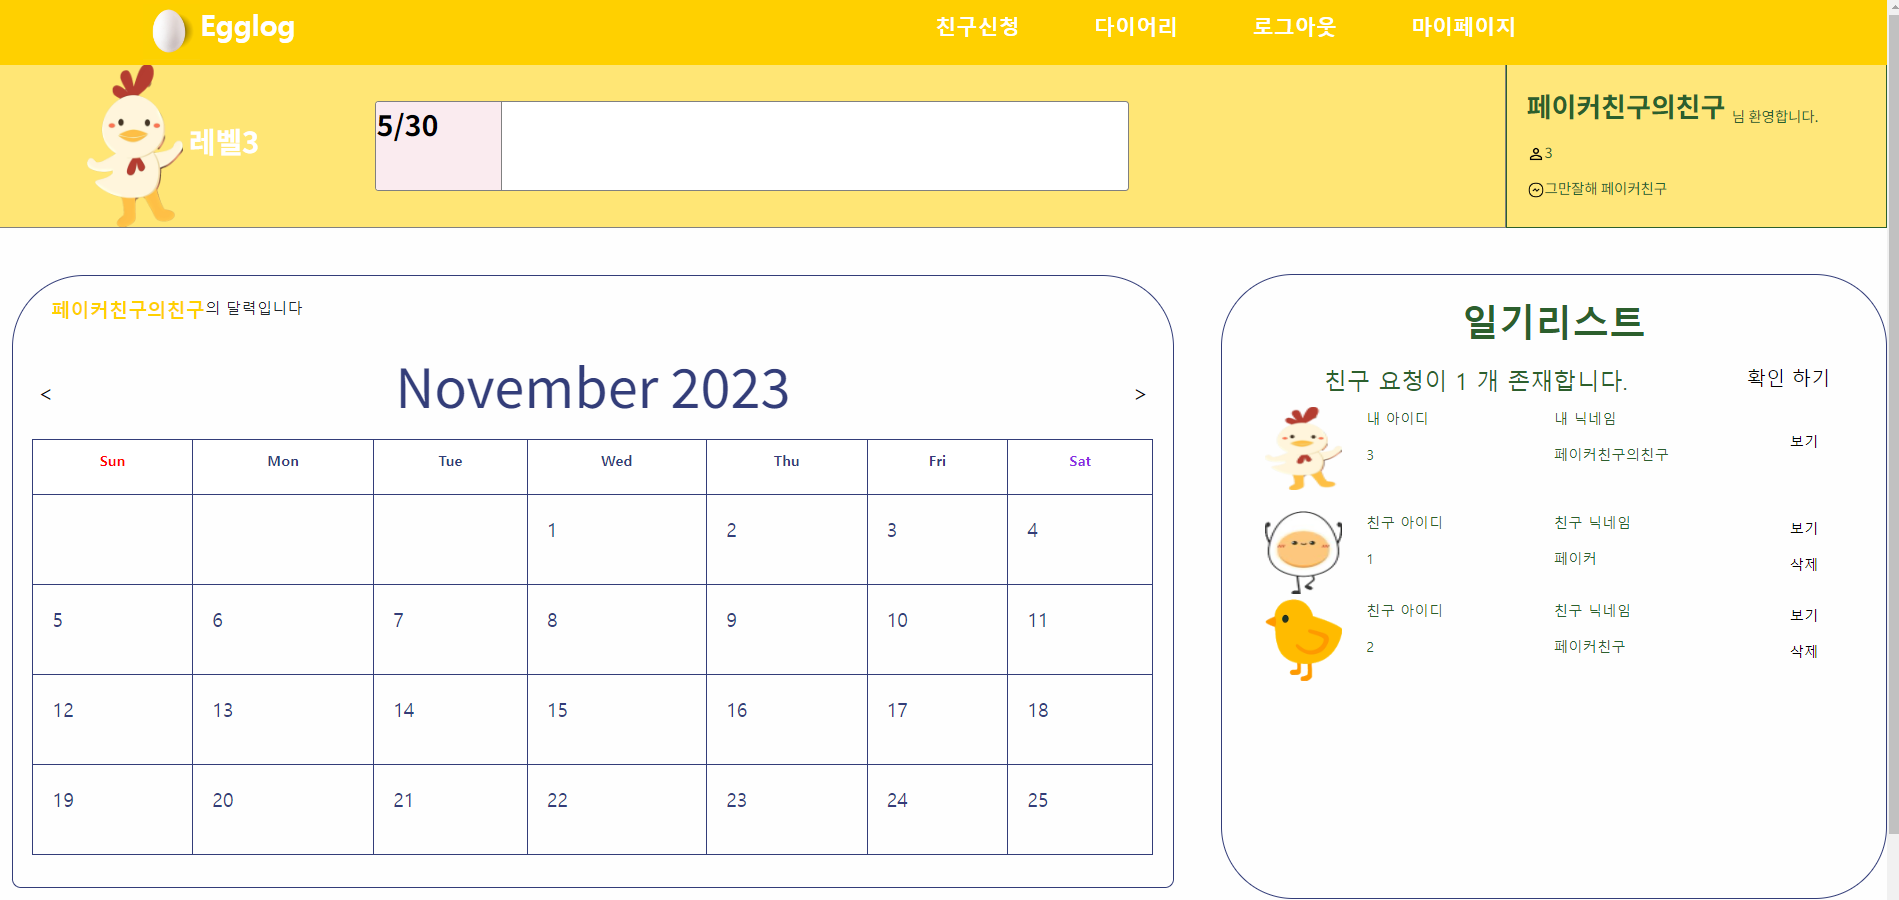 Egglog 친구신청 다이어리 로그아웃 마이페이지
레벨3
5/30
페이커친구의친구 님 환영합니다.
3
그만잘해 페이커친구
페이커친구의친구의 달력입니다
< November 2023 >
Sun Mon Tue Wed Thu Fri Sat
1 2 3 4
5 6 7 8 9 10 11
12 13 14 15 16 17 18
19 20 21 22 23 24 25
일기리스트
친구 요청이 1 개 존재합니다. 확인 하기
내 아이디 내 닉네임
보기
3 페이커친구의친구
친구 아이디 친구 닉네임 보기
1 페이커 삭제
친구 아이디 친구 닉네임 보기
2 페이커친구 삭제